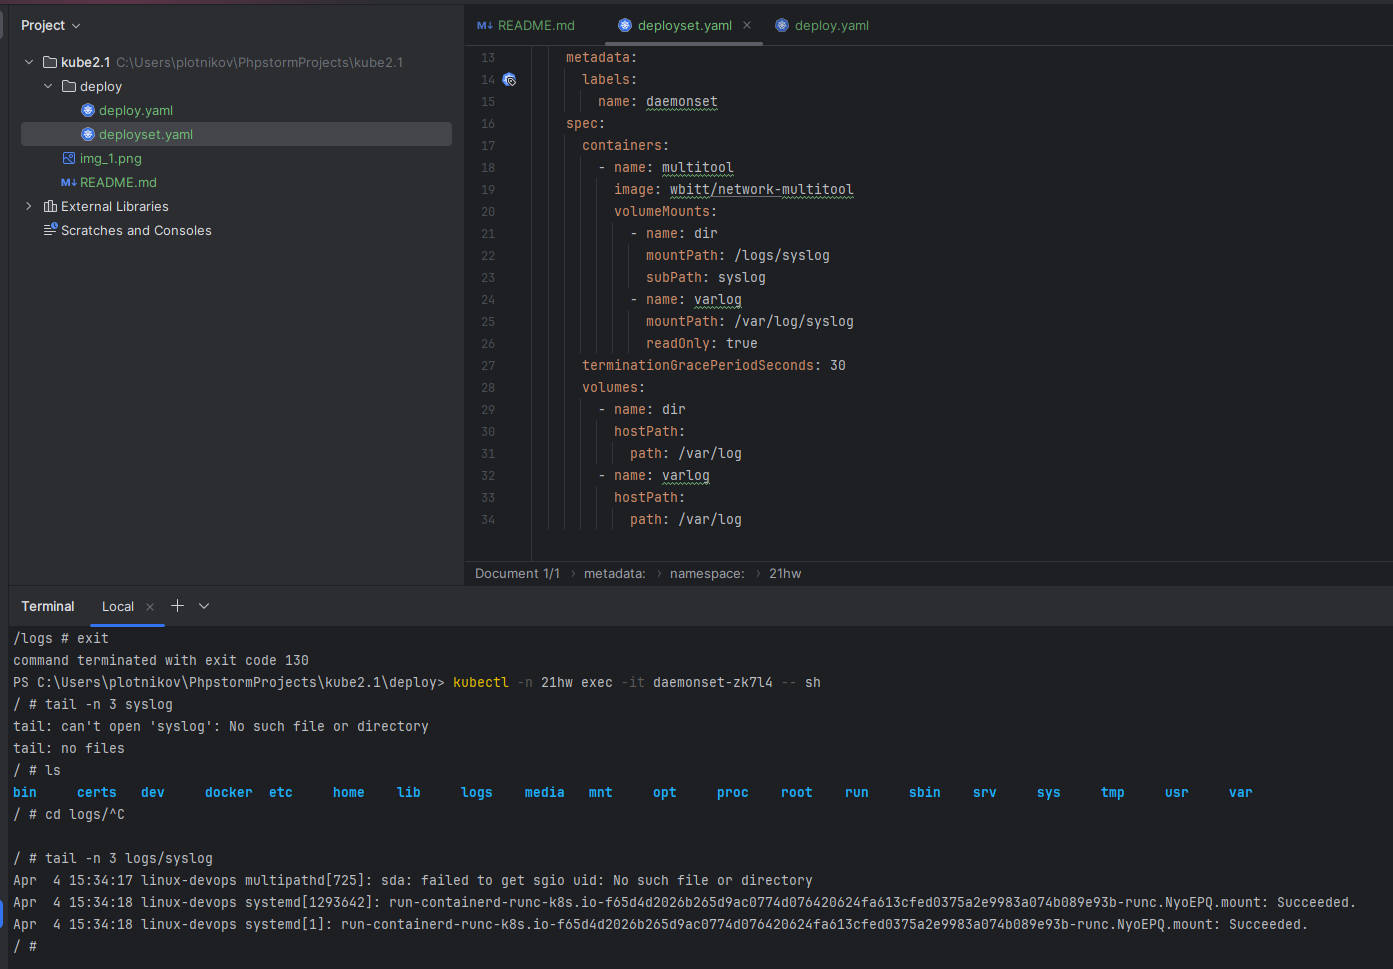 Project
kube2.1 C:\Users\plotnikov\PhpstormProjects\kube2.1
deploy
deploy.yaml
deployset.yaml
img_1.png
README.md
External Libraries
Scratches and Consoles
README.md deployset.yaml deploy.yaml
13 metadata:
14 labels:
15 name: daemonset
16 spec:
17 containers:
18 - name: multitool
19 image: wbitt/network-multitool
20 volumeMounts:
21 - name: dir
22 mountPath: /logs/syslog
23 subPath: syslog
24 - name: varlog
25 mountPath: /var/log/syslog
26 readOnly: true
27 terminationGracePeriodSeconds: 30
28 volumes:
29 - name: dir
30 hostPath:
31 path: /var/log
32 - name: varlog
33 hostPath:
34 path: /var/log
Document 1/1 › metadata: › namespace: › 21hw
Terminal Local
/logs # exit
command terminated with exit code 130
PS C:\Users\plotnikov\PhpstormProjects\kube2.1\deploy> kubectl -n 21hw exec -it daemonset-zk7l4 -- sh
/ # tail -n 3 syslog
tail: can't open 'syslog': No such file or directory
tail: no files
/ # ls
bin certs dev docker etc home lib logs media mnt opt proc root run sbin srv sys tmp usr var
/ # cd logs/^C
/ # tail -n 3 logs/syslog
Apr  4 15:34:17 linux-devops multipathd[725]: sda: failed to get sgio uid: No such file or directory
Apr  4 15:34:18 linux-devops systemd[1293642]: run-containerd-runc-k8s.io-f65d4d2026b265d9ac0774d076420624fa613cfed0375a2e9983a074b089e93b-runc.NyoEPQ.mount: Succeeded.
Apr  4 15:34:18 linux-devops systemd[1]: run-containerd-runc-k8s.io-f65d4d2026b265d9ac0774d076420624fa613cfed0375a2e9983a074b089e93b-runc.NyoEPQ.mount: Succeeded.
/ #